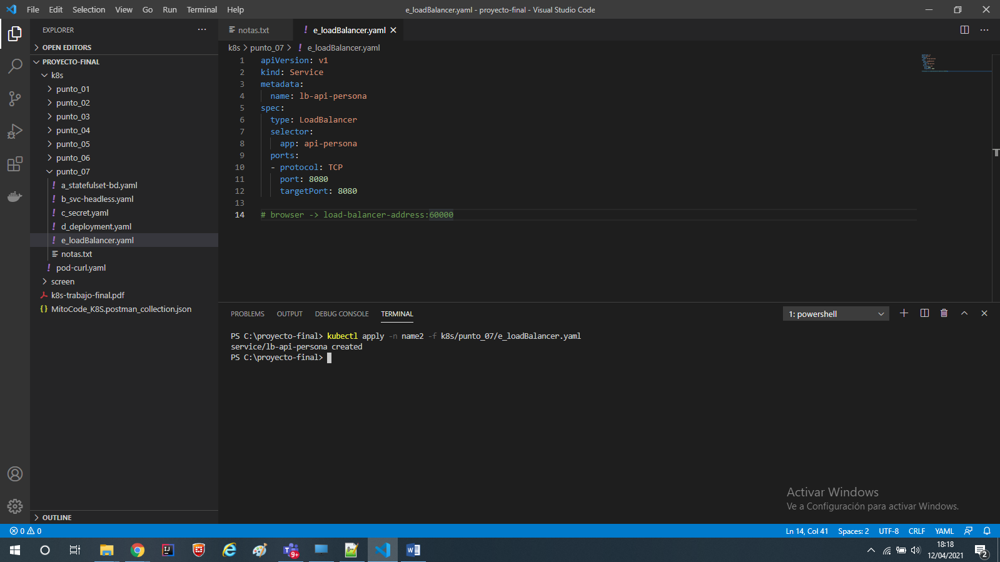 File Edit Selection View Go Run Terminal Help
e_loadBalancer.yaml - proyecto-final - Visual Studio Code
EXPLORER
OPEN EDITORS
PROYECTO-FINAL
k8s
punto_01
punto_02
punto_03
punto_04
punto_05
punto_06
punto_07
! a_statefulset-bd.yaml
! b_svc-headless.yaml
! c_secret.yaml
! d_deployment.yaml
! e_loadBalancer.yaml
notas.txt
! pod-curl.yaml
screen
k8s-trabajo-final.pdf
{} MitoCode_K8S.postman_collection.json
OUTLINE
notas.txt
! e_loadBalancer.yaml
k8s > punto_07 > ! e_loadBalancer.yaml
1 apiVersion: v1
2 kind: Service
3 metadata:
4 name: lb-api-persona
5 spec:
6 type: LoadBalancer
7 selector:
8 app: api-persona
9 ports:
10 - protocol: TCP
11 port: 8080
12 targetPort: 8080
13
14 # browser -> load-balancer-address:60000
PROBLEMS OUTPUT DEBUG CONSOLE TERMINAL
1: powershell
PS C:\proyecto-final> kubectl apply -n name2 -f k8s/punto_07/e_loadBalancer.yaml
service/lb-api-persona created
PS C:\proyecto-final>
Activar Windows
Ve a Configuración para activar Windows.
0 0
Ln 14, Col 41 Spaces: 2 UTF-8 CRLF YAML
IJ
9+
W
18:18
12/04/2021
2